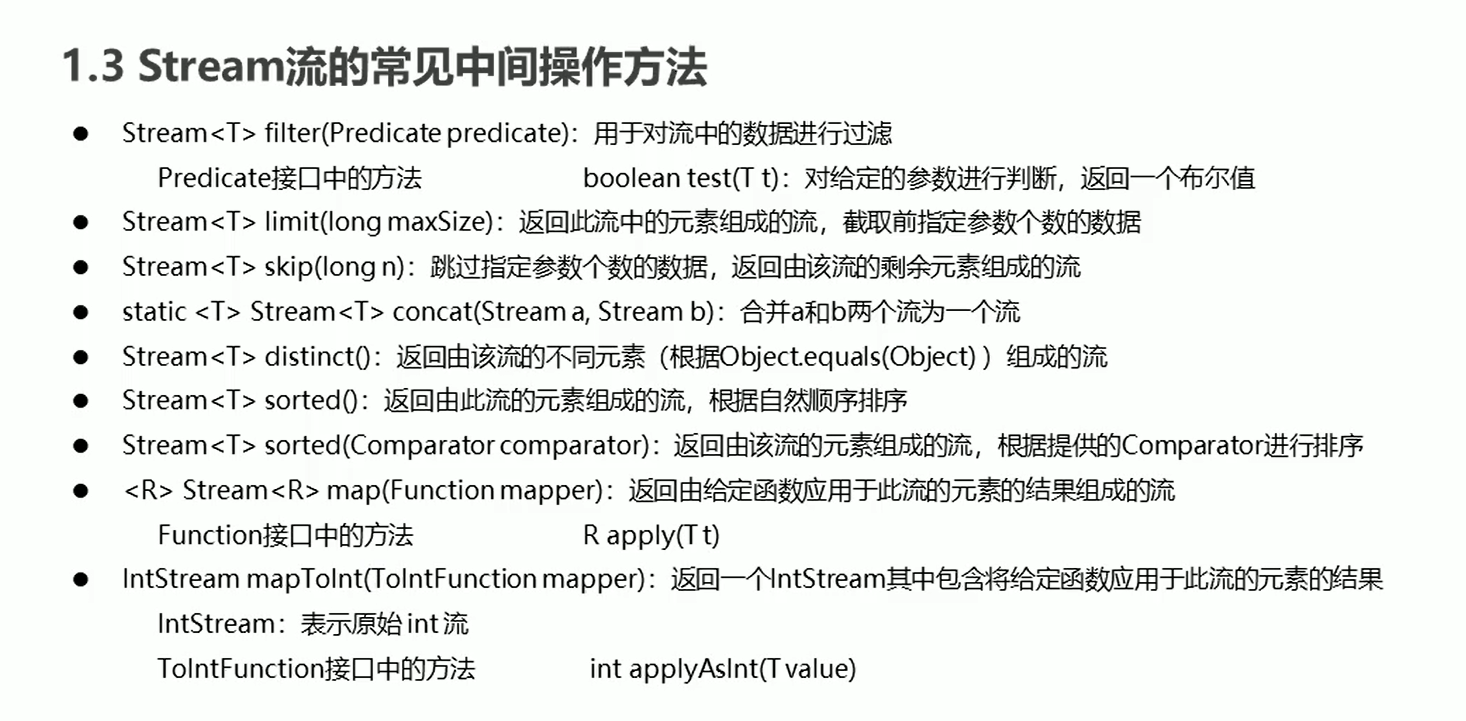 1.3 Stream流的常见中间操作方法
● Stream<T> filter(Predicate predicate)：用于对流中的数据进行过滤
Predicate接口中的方法 boolean test(T t)：对给定的参数进行判断，返回一个布尔值
● Stream<T> limit(long maxSize)：返回此流中的元素组成的流，截取前指定参数个数的数据
● Stream<T> skip(long n)：跳过指定参数个数的数据，返回由该流的剩余元素组成的流
● static <T> Stream<T> concat(Stream a, Stream b)：合并a和b两个流为一个流
● Stream<T> distinct()：返回由该流的不同元素（根据Object.equals(Object) ）组成的流
● Stream<T> sorted()：返回由此流的元素组成的流，根据自然顺序排序
● Stream<T> sorted(Comparator comparator)：返回由该流的元素组成的流，根据提供的Comparator进行排序
● <R> Stream<R> map(Function mapper)：返回由给定函数应用于此流的元素的结果组成的流
Function接口中的方法 R apply(T t)
● IntStream mapToInt(ToIntFunction mapper)：返回一个IntStream其中包含将给定函数应用于此流的元素的结果
IntStream：表示原始 int 流
ToIntFunction接口中的方法 int applyAsInt(T value)